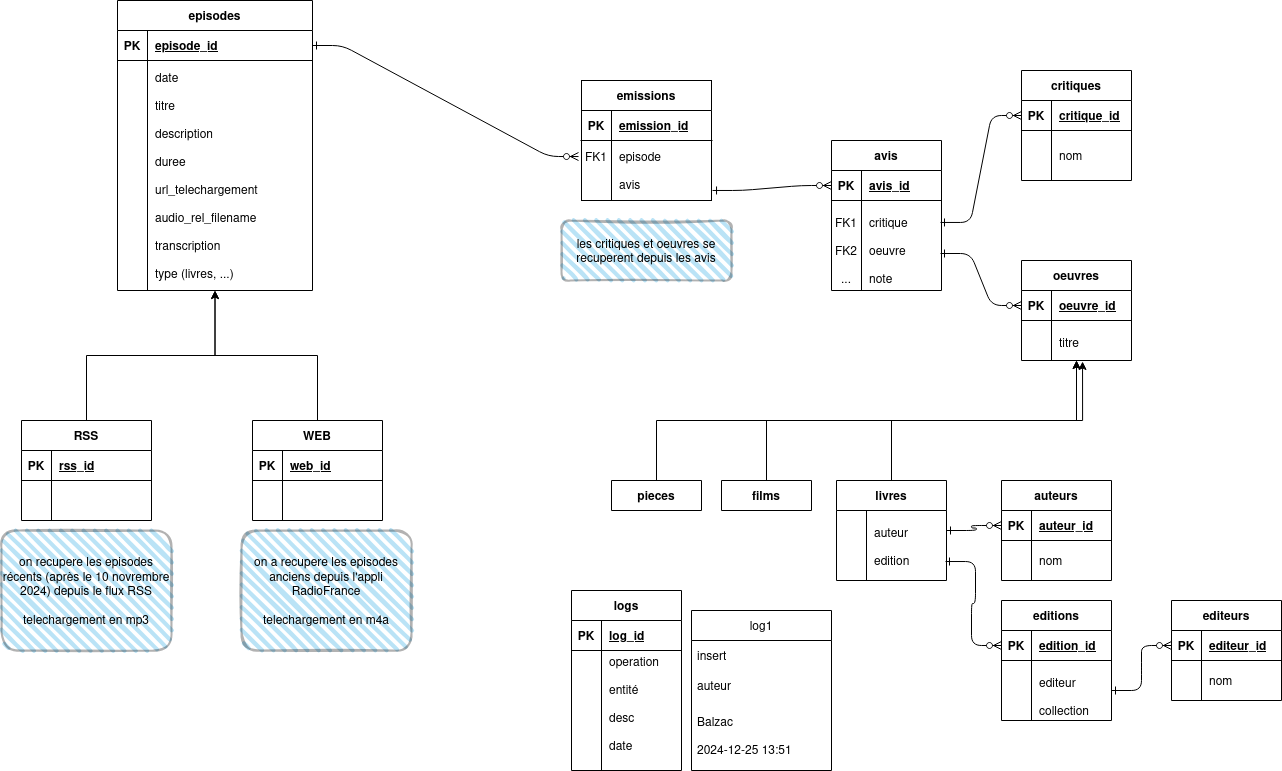 episodes
PK episode_id
date
titre
description
duree
url_telechargement
audio_rel_filename
transcription
type (livres, ...)
emissions
PK emission_id
FK1 episode
avis
les critiques et oeuvres se
recuperent depuis les avis
avis
PK avis_id
FK1 critique
FK2 oeuvre
... note
critiques
PK critique_id
nom
oeuvres
PK oeuvre_id
titre
RSS
PK rss_id
WEB
PK web_id
on recupere les episodes
récents (après le 10 novrembre
2024) depuis le flux RSS
telechargement en mp3
on a recupere les episodes
anciens depuis l'appli
RadioFrance
telechargement en m4a
pieces
films
livres
auteur
edition
auteurs
PK auteur_id
nom
logs
PK log_id
operation
entité
desc
date
log1
insert
auteur
Balzac
2024-12-25 13:51
editions
PK edition_id
editeur
collection
editeurs
PK editeur_id
nom